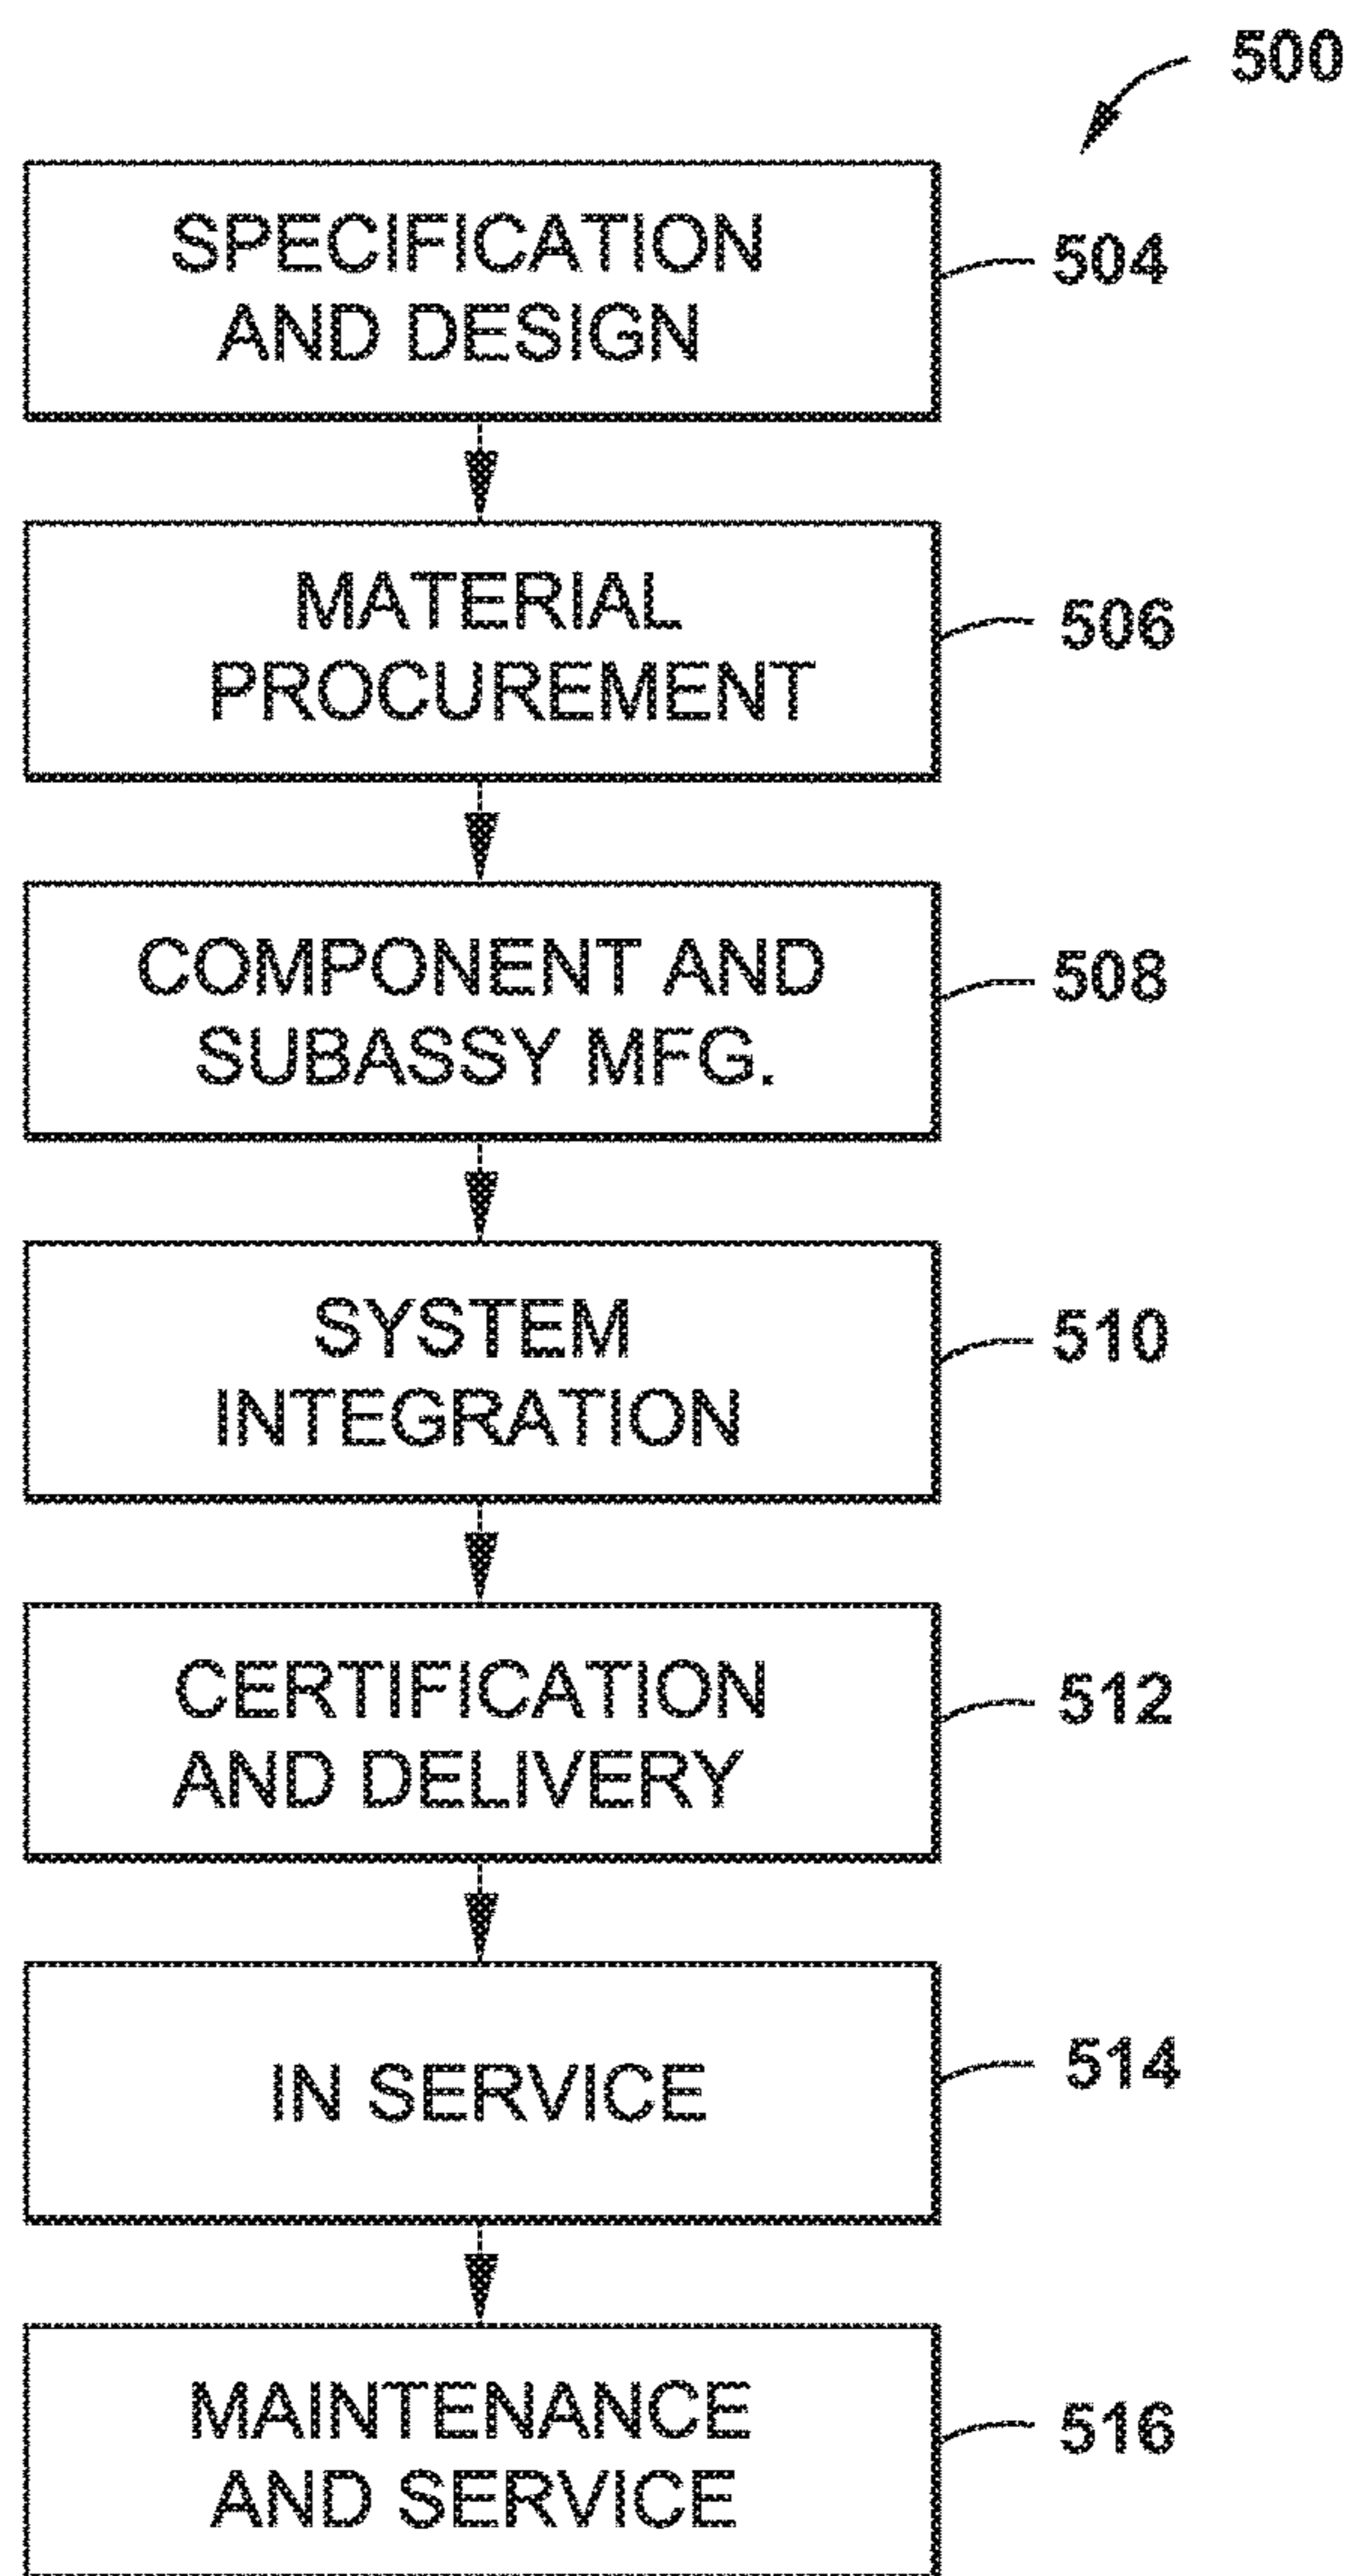 500
SPECIFICATION
AND DESIGN
504
MATERIAL
PROCUREMENT
506
COMPONENT AND
SUBASSY MFG.
508
SYSTEM
INTEGRATION
510
CERTIFICATION
AND DELIVERY
512
IN SERVICE
514
MAINTENANCE
AND SERVICE
516